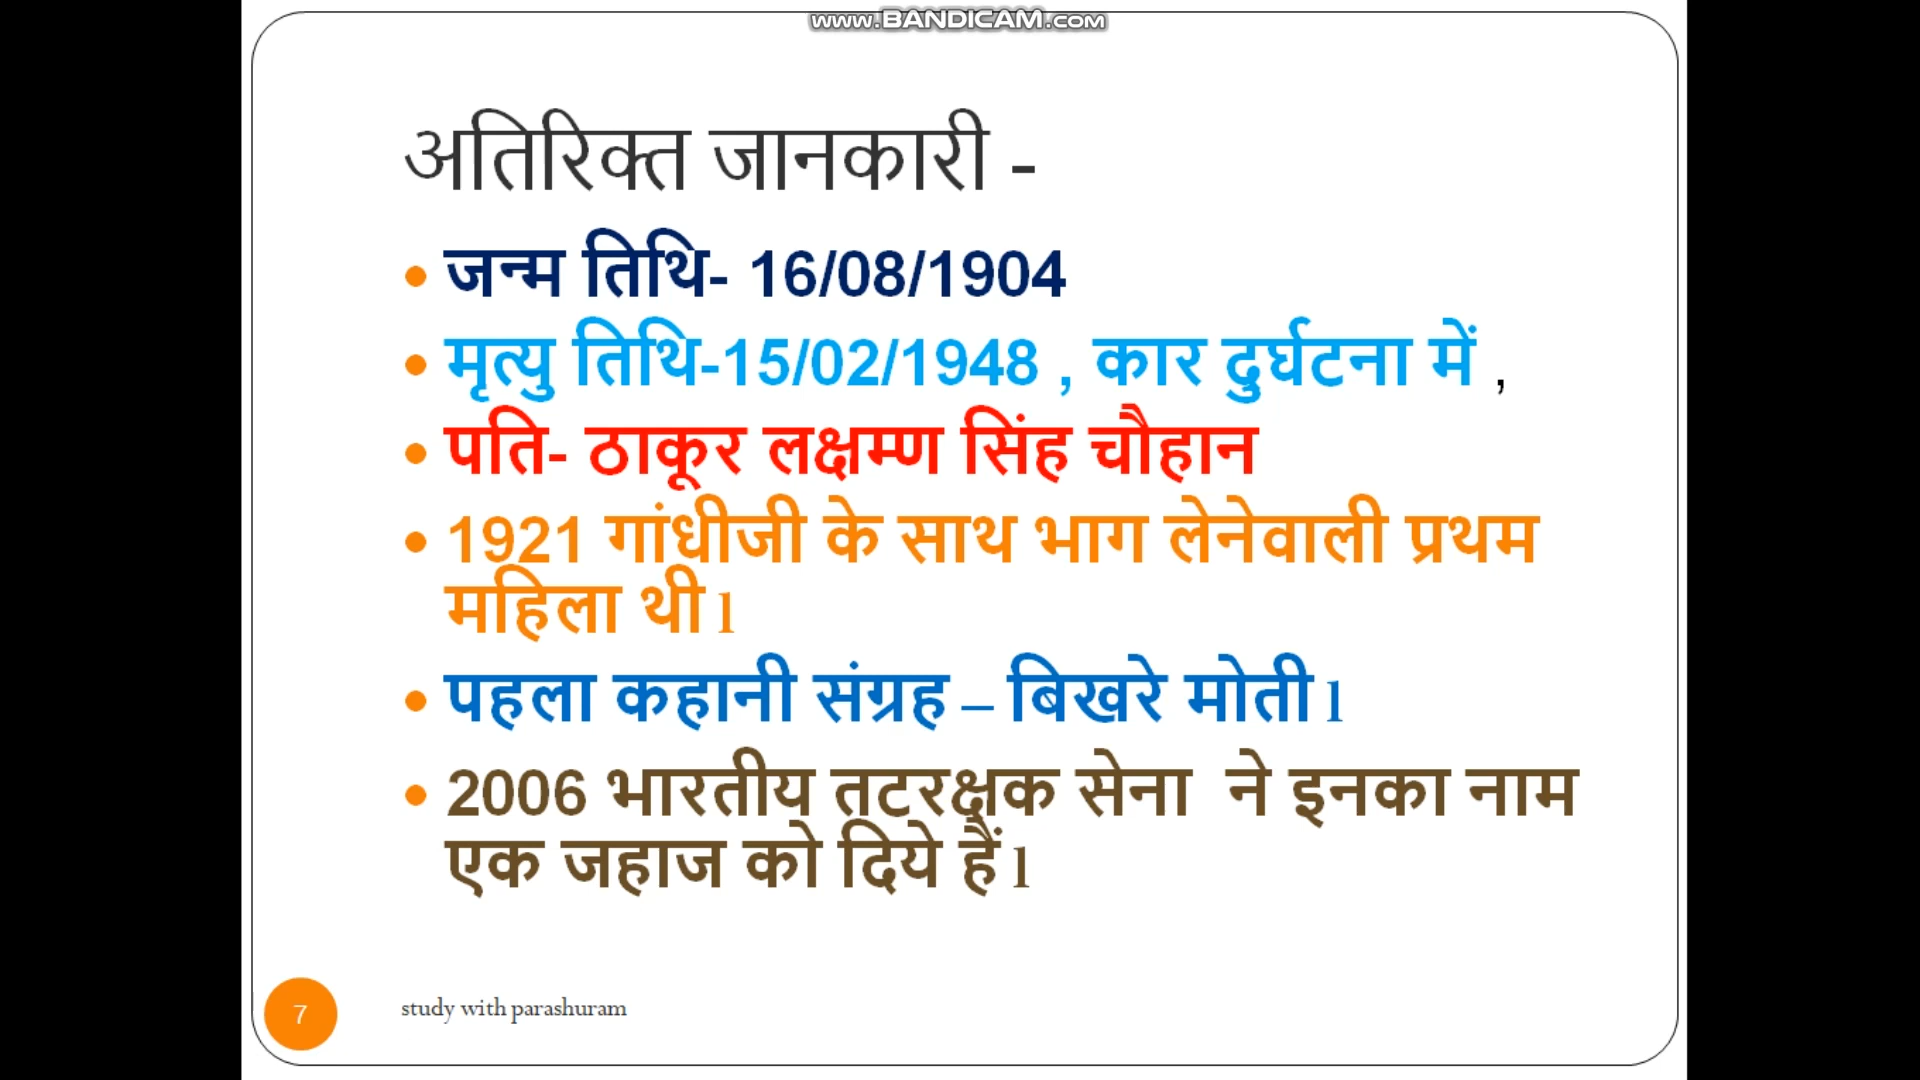 www.BANDICAM.com
अतिरिक्त जानकारी -
• जन्म तिथि- 16/08/1904
• मृत्यु तिथि-15/02/1948 , कार दुर्घटना में ,
• पति- ठाकूर लक्षम्ण सिंह चौहान
• 1921 गांधीजी के साथ भाग लेनेवाली प्रथम
महिला थी l
• पहला कहानी संग्रह – बिखरे मोती l
• 2006 भारतीय तटरक्षक सेना ने इनका नाम
एक जहाज को दिये हैं l
7
study with parashuram